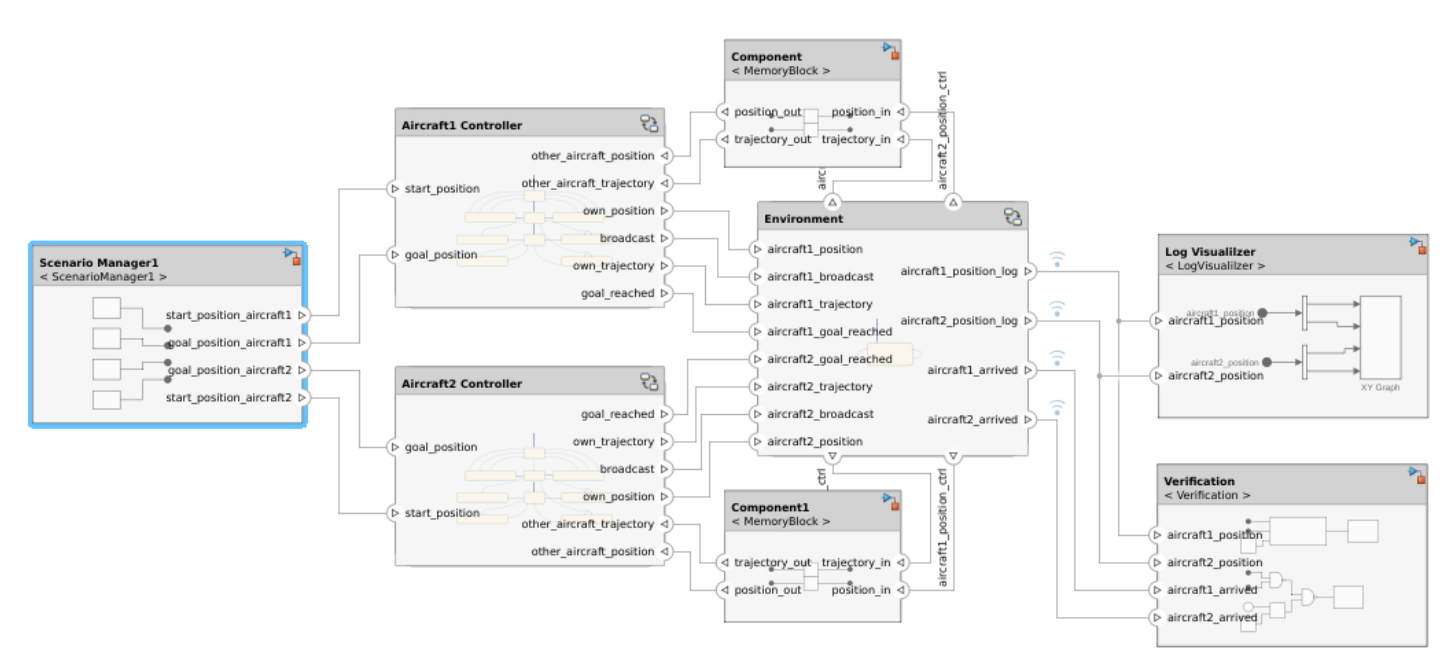 Scenario Manager1
< ScenarioManager1 >
start_position_aircraft1
goal_position_aircraft1
goal_position_aircraft2
start_position_aircraft2
Aircraft1 Controller
other_aircraft_position
other_aircraft_trajectory
start_position
own_position
broadcast
goal_position
own_trajectory
goal_reached
Aircraft2 Controller
goal_reached
own_trajectory
goal_position
broadcast
own_position
start_position
other_aircraft_trajectory
other_aircraft_position
Component
< MemoryBlock >
position_out position_in
trajectory_out trajectory_in
aircraft2_position_ctrl
Environment
aircraft1_position
aircraft1_broadcast
aircraft1_trajectory
aircraft1_goal_reached
aircraft2_goal_reached
aircraft2_trajectory
aircraft2_broadcast
aircraft2_position
aircraft1_position_log
aircraft2_position_log
aircraft1_arrived
aircraft2_arrived
_ctrl
aircraft1_position_ctrl
Component1
< MemoryBlock >
trajectory_out trajectory_in
position_out position_in
Log Visualilzer
< LogVisualilzer >
aircraft1_position
aircraft1_position
aircraft2_position
aircraft2_position
XY Graph
Verification
< Verification >
aircraft1_position
aircraft2_position
aircraft1_arrived
aircraft2_arrived